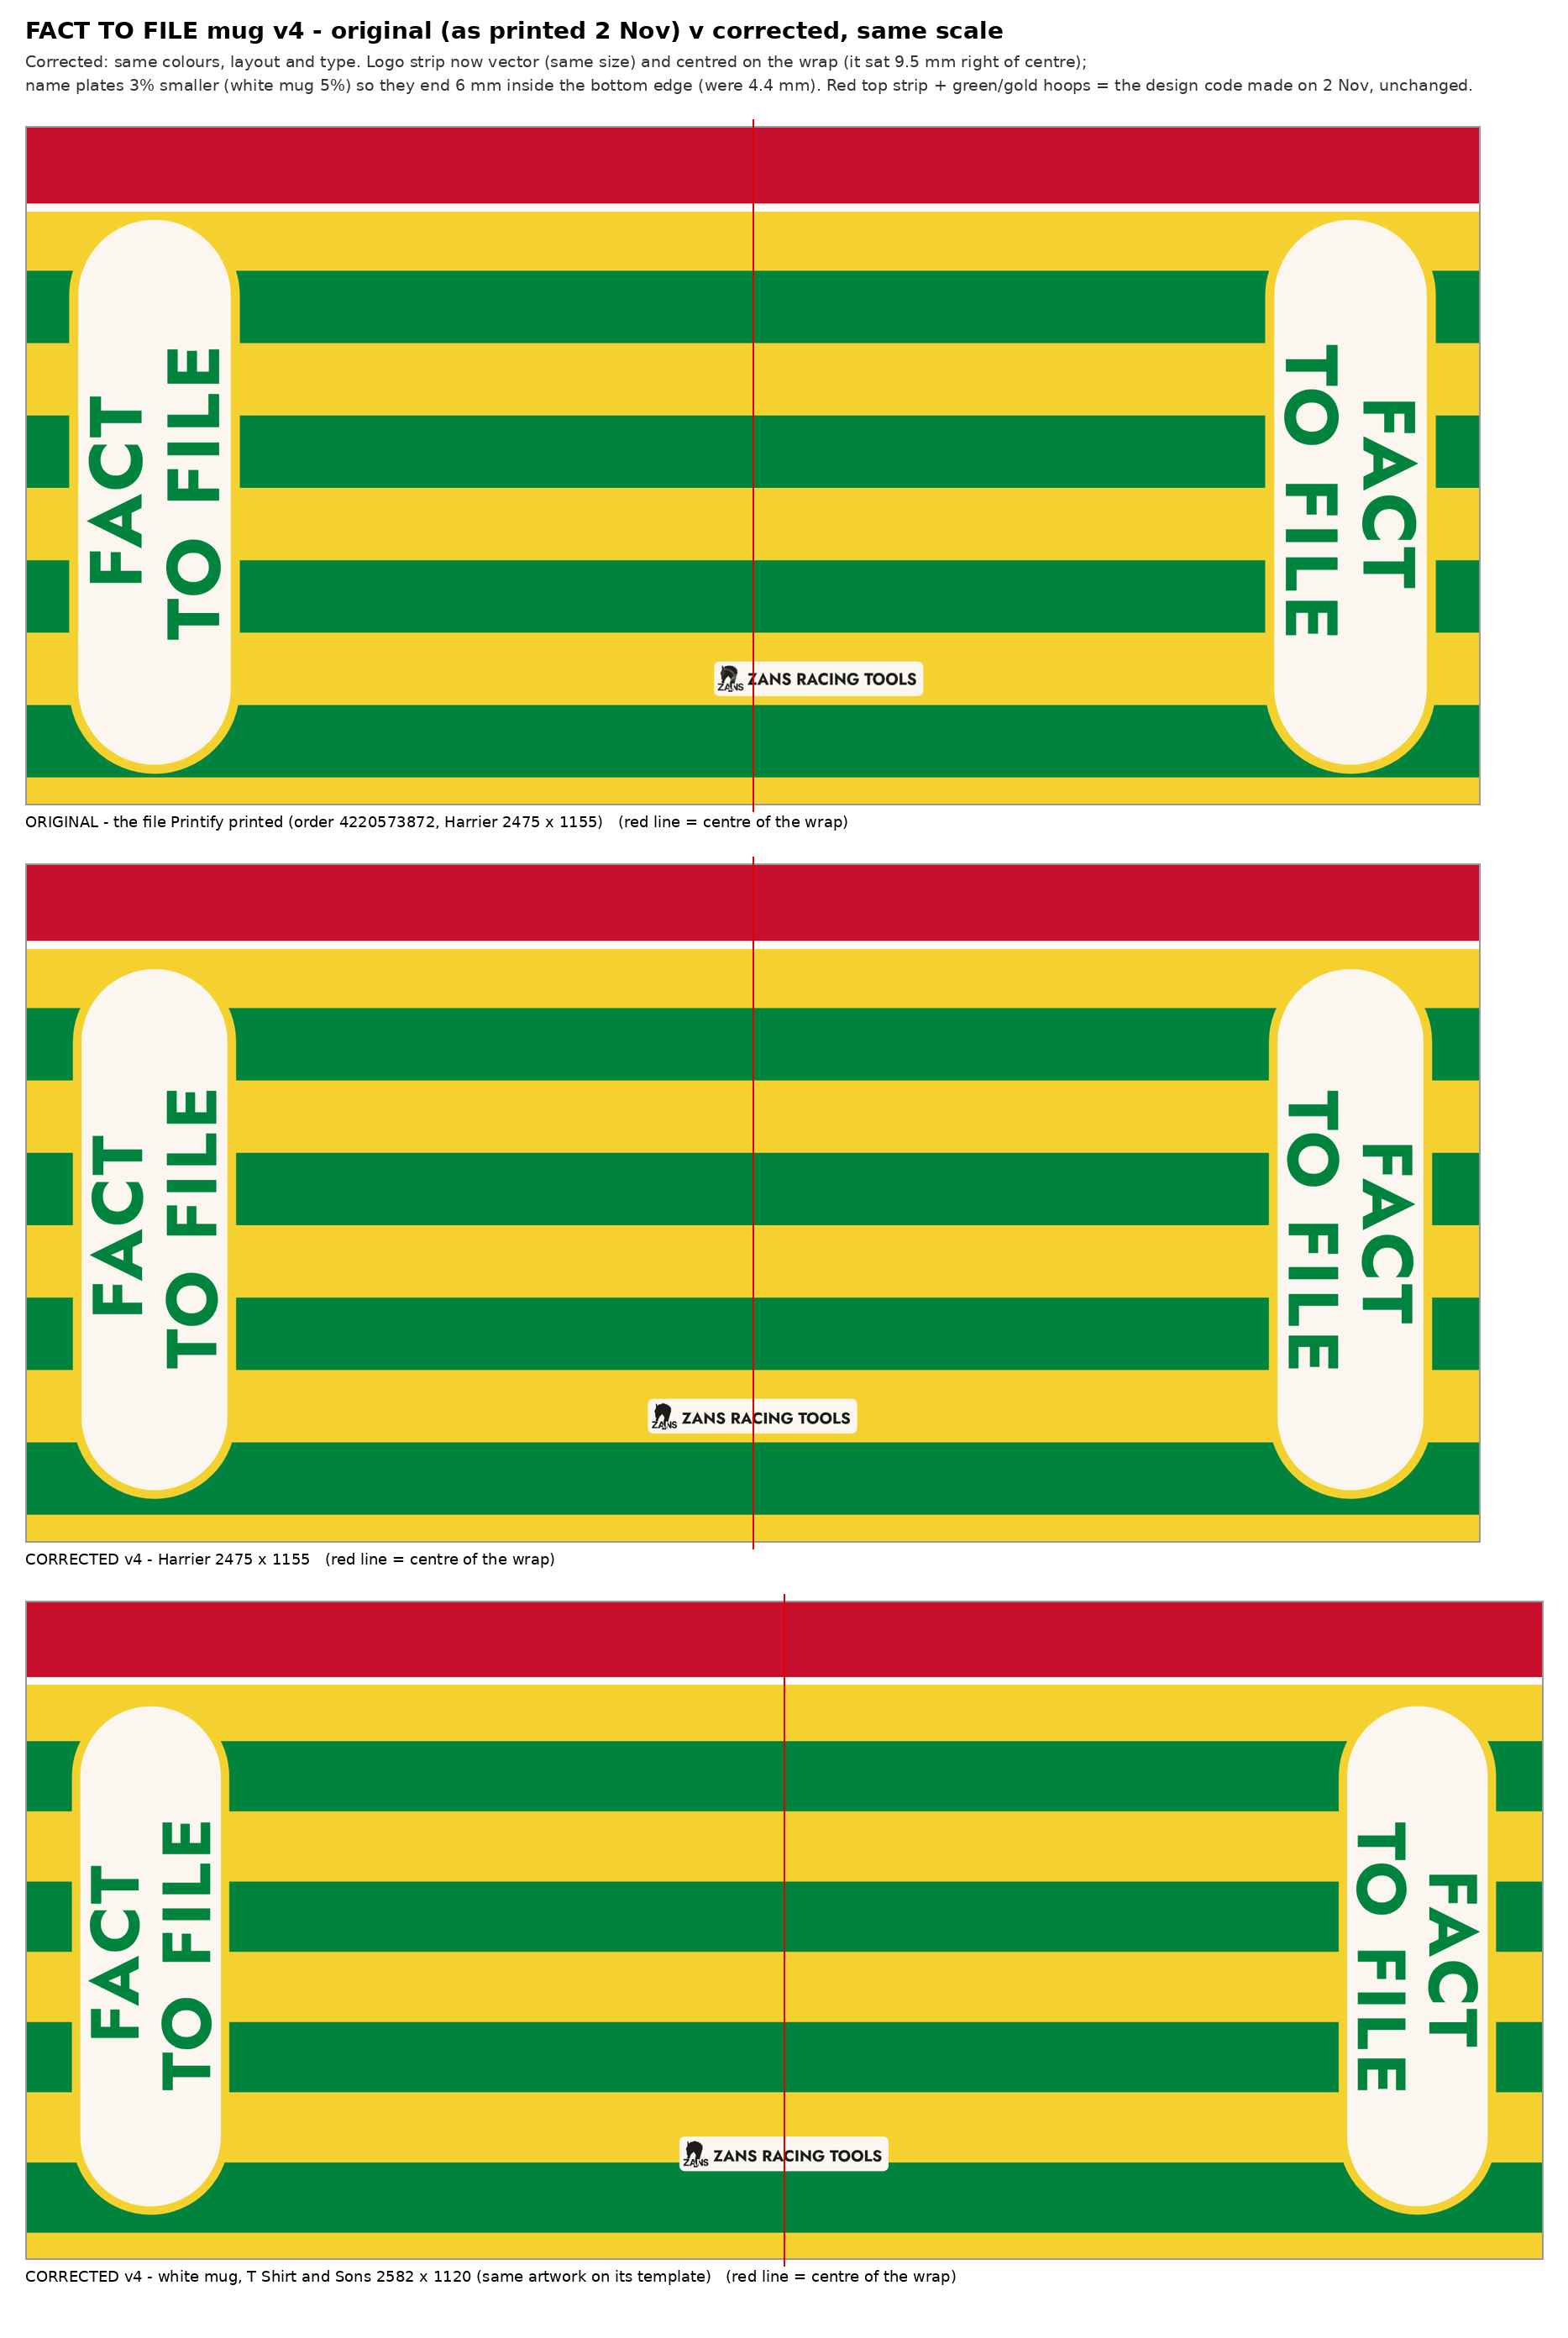 FACT TO FILE mug v4 - original (as printed 2 Nov) v corrected, same scale
Corrected: same colours, layout and type. Logo strip now vector (same size) and centred on the wrap (it sat 9.5 mm right of centre);
name plates 3% smaller (white mug 5%) so they end 6 mm inside the bottom edge (were 4.4 mm). Red top strip + green/gold hoops = the design code made on 2 Nov, unchanged.
FACT
TO FILE
FACT
TO FILE
ZANS
ZANS RACING TOOLS
ORIGINAL - the file Printify printed (order 4220573872, Harrier 2475 x 1155) (red line = centre of the wrap)
FACT
TO FILE
FACT
TO FILE
ZANS
ZANS RACING TOOLS
CORRECTED v4 - Harrier 2475 x 1155 (red line = centre of the wrap)
FACT
TO FILE
FACT
TO FILE
ZANS
ZANS RACING TOOLS
CORRECTED v4 - white mug, T Shirt and Sons 2582 x 1120 (same artwork on its template) (red line = centre of the wrap)